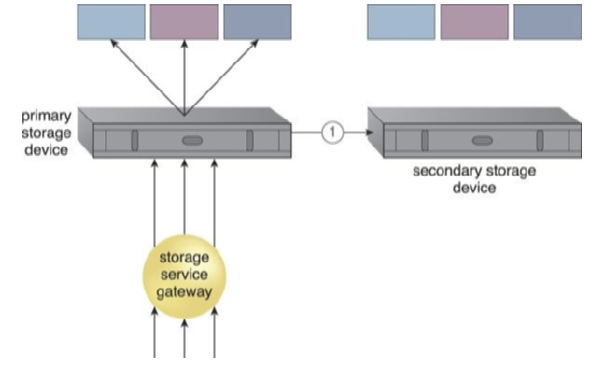 primary
storage
device
1
secondary storage
device
storage
service
gateway